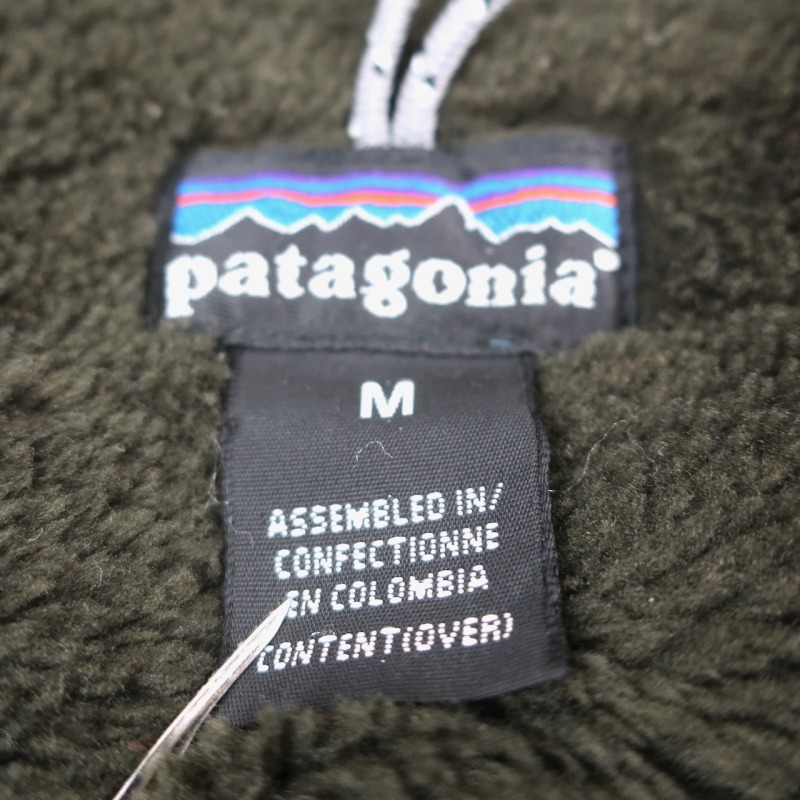 patagonia®
M
ASSEMBLED IN/
CONFECTIONNE
EN COLOMBIA
CONTENT(OVER)